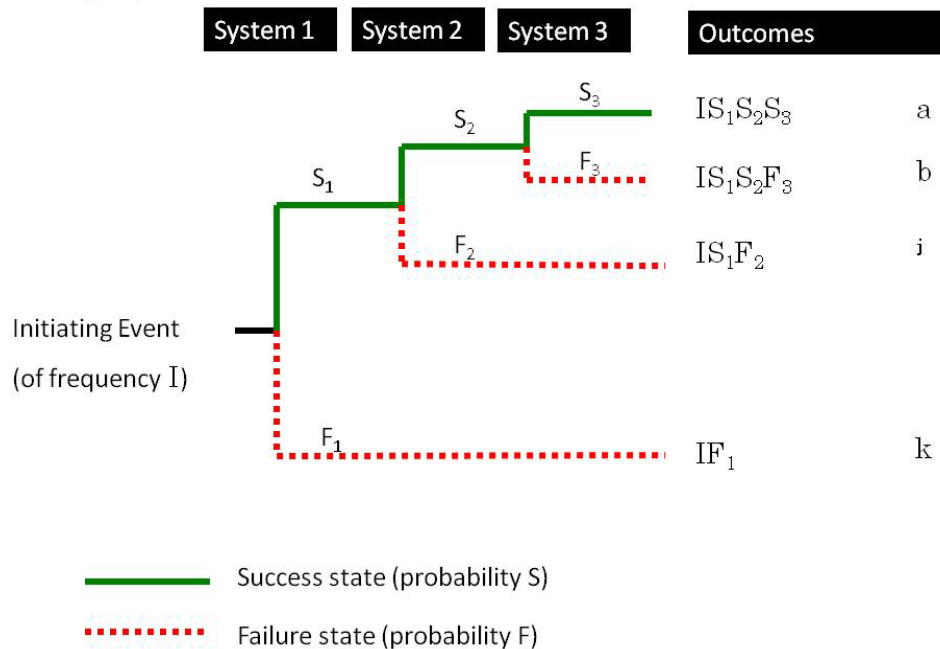 System 1 System 2 System 3 Outcomes
S₃ IS₁S₂S₃ a
S₂
F₃ IS₁S₂F₃ b
S₁
F₂ IS₁F₂ j
Initiating Event
(of frequency I)
F₁ IF₁ k
Success state (probability S)
Failure state (probability F)